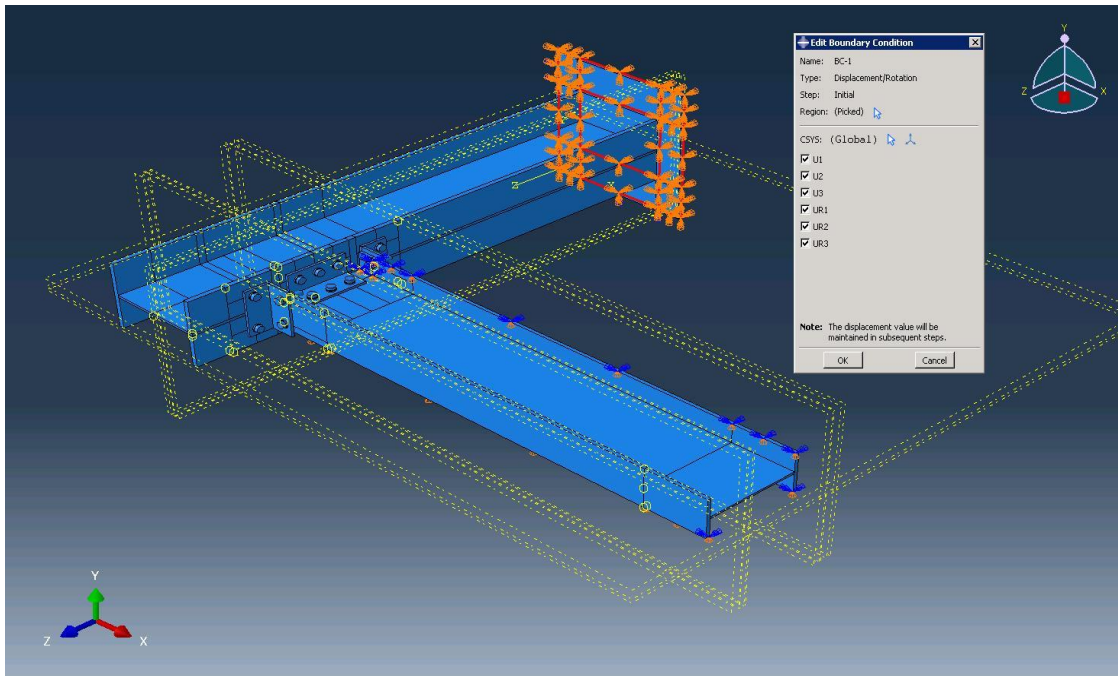 Edit Boundary Condition
Name: BC-1
Type: Displacement/Rotation
Step: Initial
Region: (Picked)
CSYS: (Global)
U1
U2
U3
UR1
UR2
UR3
Note: The displacement value will be
maintained in subsequent steps.
OK Cancel
Y
Z X
Z
Y
Z X